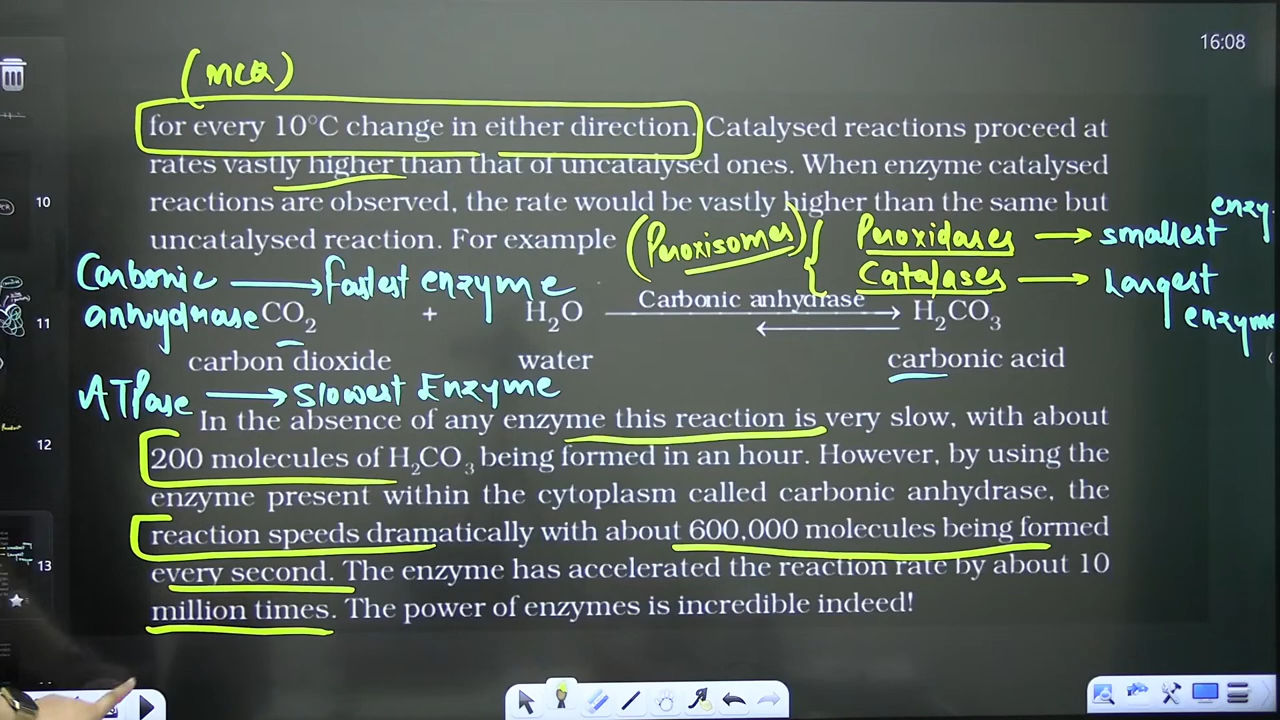 16:08
(MCQ)
for every 10°C change in either direction. Catalysed reactions proceed at
rates vastly higher than that of uncatalysed ones. When enzyme catalysed
reactions are observed, the rate would be vastly higher than the same but
uncatalysed reaction. For example
(Peroxisomes) { Peroxidases → smallest enzy
Catalases → Largest enzyme
Carbonic anhydrase → fastest enzyme
CO₂ + H₂O Carbonic anhydrase H₂CO₃
carbon dioxide water carbonic acid
ATPase → Slowest Enzyme
In the absence of any enzyme this reaction is very slow, with about
200 molecules of H₂CO₃ being formed in an hour. However, by using the
enzyme present within the cytoplasm called carbonic anhydrase, the
reaction speeds dramatically with about 600,000 molecules being formed
every second. The enzyme has accelerated the reaction rate by about 10
million times. The power of enzymes is incredible indeed!
10
11
12
13